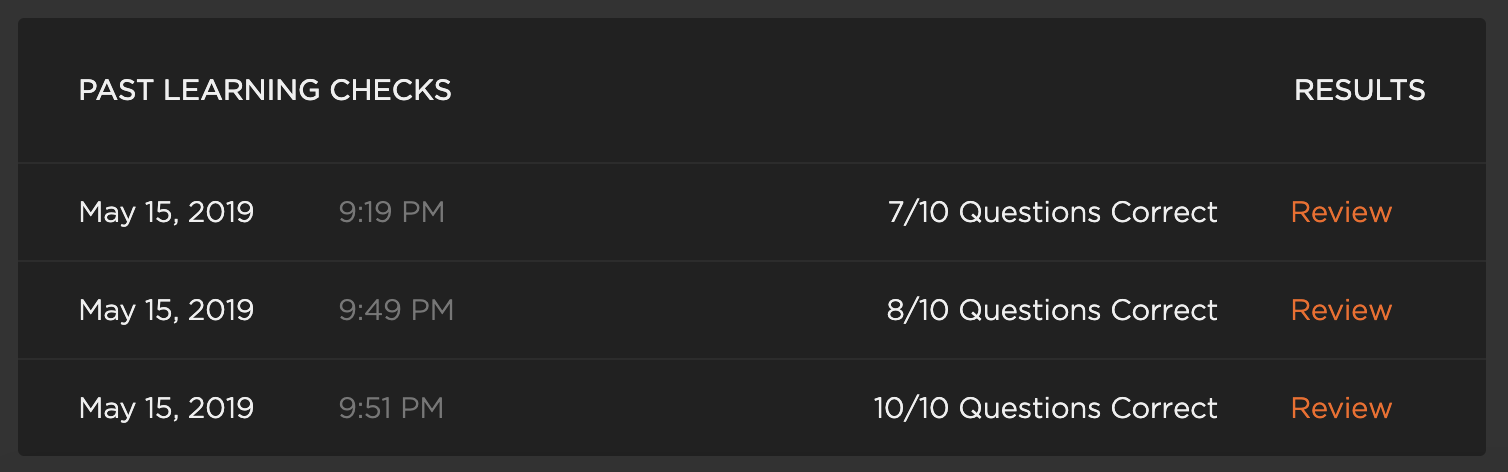 PAST LEARNING CHECKS RESULTS
May 15, 2019 9:19 PM 7/10 Questions Correct Review
May 15, 2019 9:49 PM 8/10 Questions Correct Review
May 15, 2019 9:51 PM 10/10 Questions Correct Review